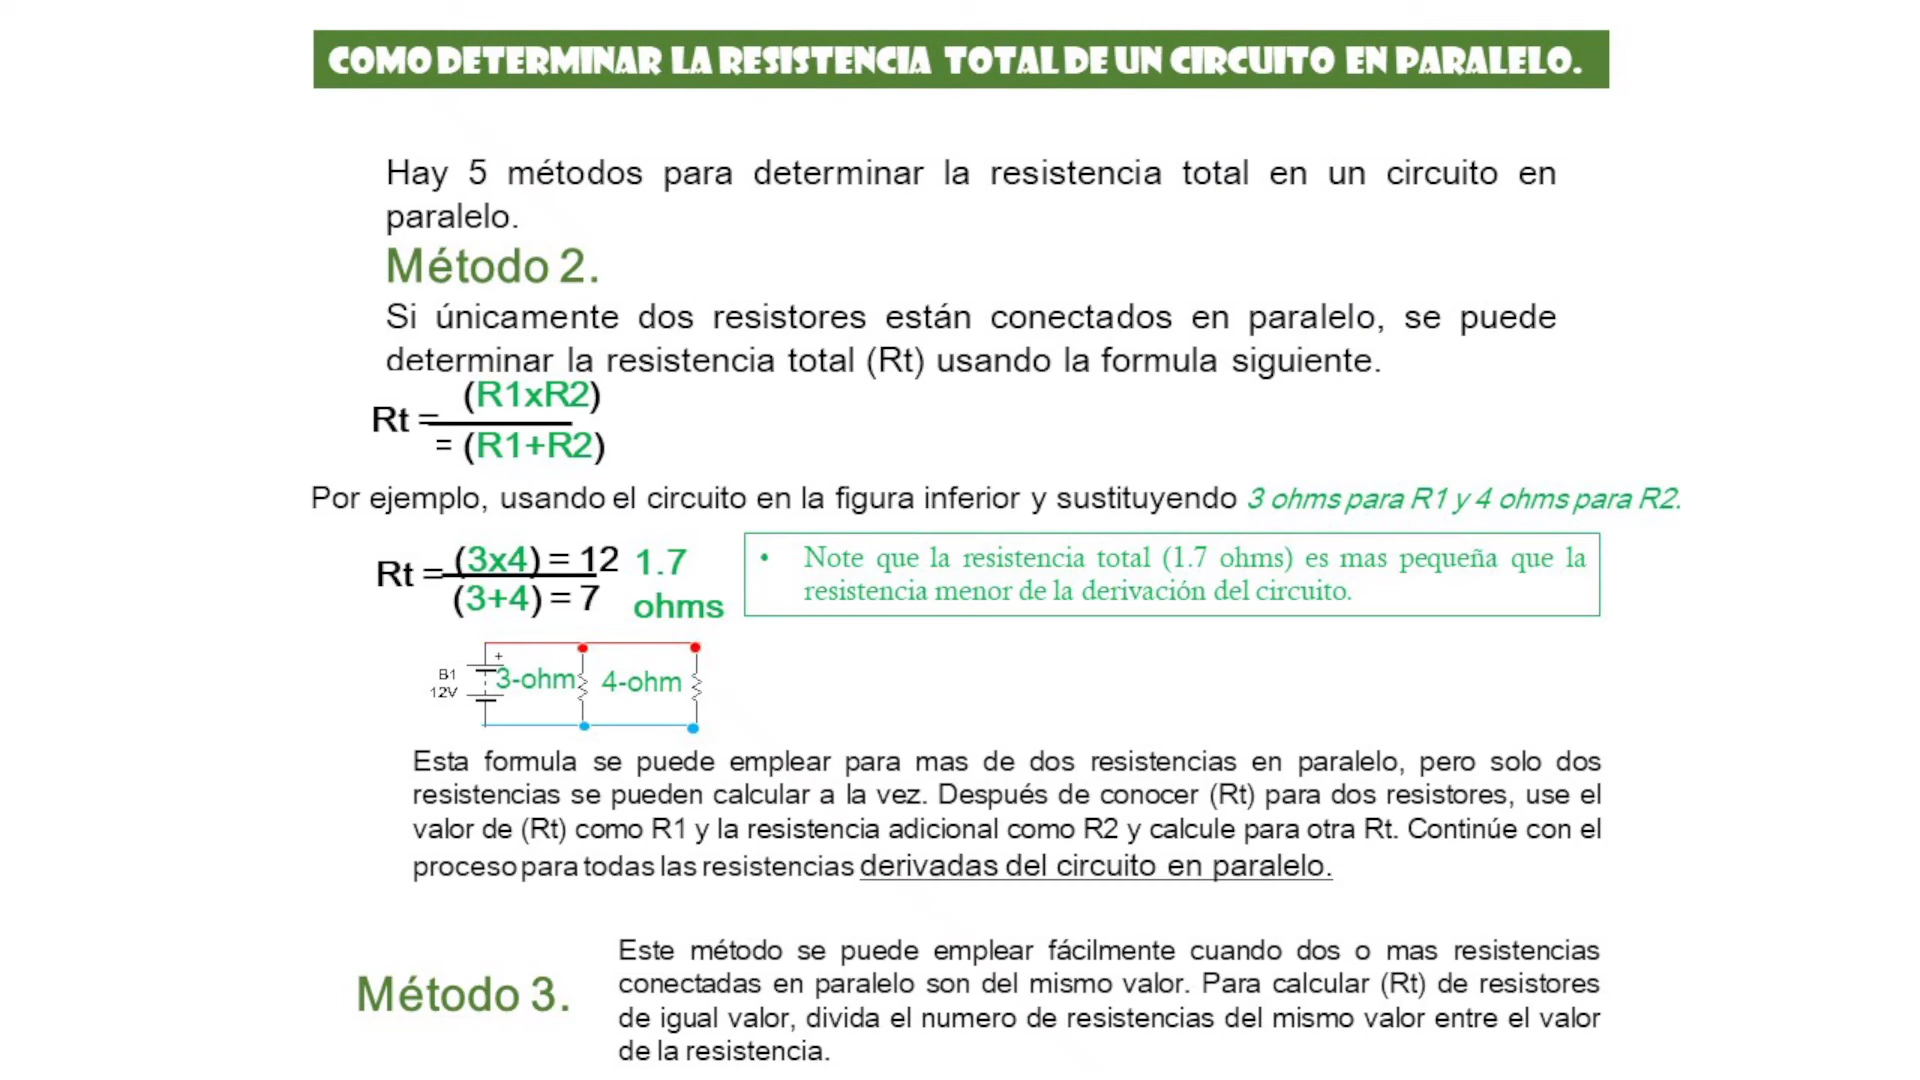 COMO DETERMINAR LA RESISTENCIA TOTAL DE UN CIRCUITO EN PARALELO.
Hay 5 métodos para determinar la resistencia total en un circuito en
paralelo.
Método 2.
Si únicamente dos resistores están conectados en paralelo, se puede
determinar la resistencia total (Rt) usando la formula siguiente.
(R1xR2)
Rt =
= (R1+R2)
Por ejemplo, usando el circuito en la figura inferior y sustituyendo 3 ohms para R1 y 4 ohms para R2.
Rt = (3x4) = 12 1.7
(3+4) = 7 ohms
• Note que la resistencia total (1.7 ohms) es mas pequeña que la
resistencia menor de la derivación del circuito.
+
B1
12V
3-ohm
4-ohm
Esta formula se puede emplear para mas de dos resistencias en paralelo, pero solo dos
resistencias se pueden calcular a la vez. Después de conocer (Rt) para dos resistores, use el
valor de (Rt) como R1 y la resistencia adicional como R2 y calcule para otra Rt. Continúe con el
proceso para todas las resistencias derivadas del circuito en paralelo.
Método 3.
Este método se puede emplear fácilmente cuando dos o mas resistencias
conectadas en paralelo son del mismo valor. Para calcular (Rt) de resistores
de igual valor, divida el numero de resistencias del mismo valor entre el valor
de la resistencia.